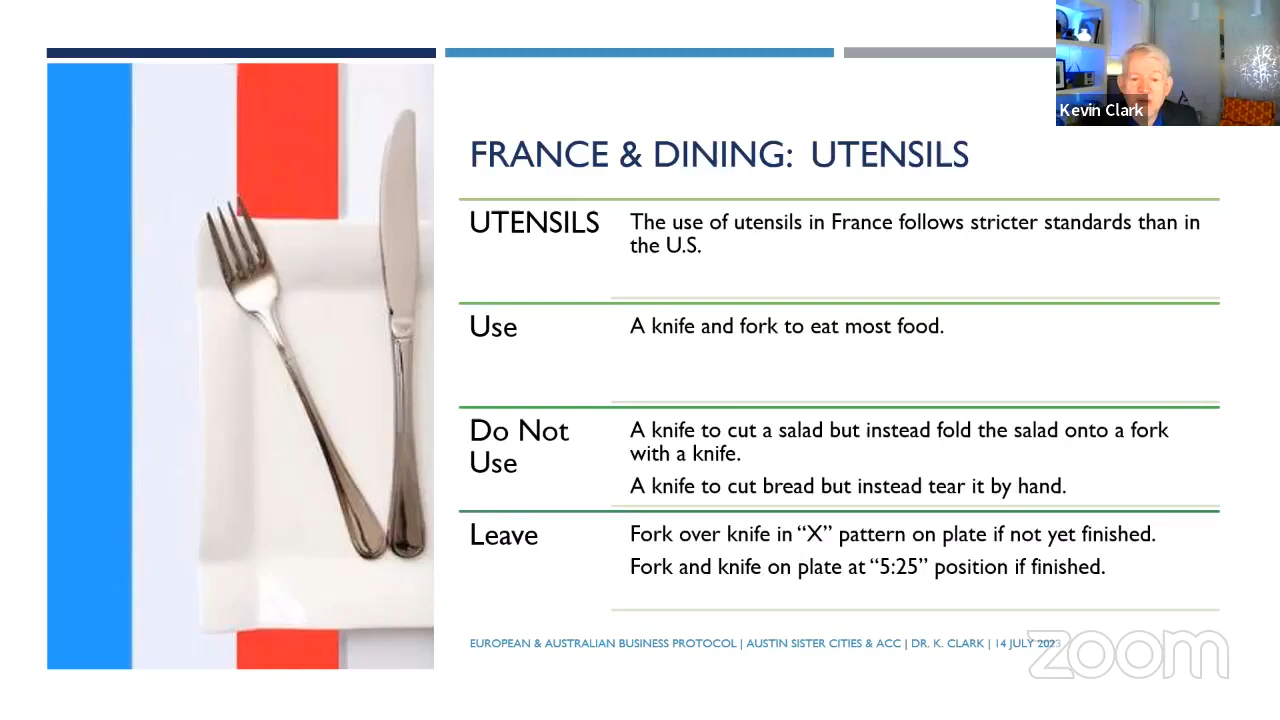 Kevin Clark
FRANCE & DINING: UTENSILS
UTENSILS
The use of utensils in France follows stricter standards than in
the U.S.
Use
A knife and fork to eat most food.
Do Not
Use
A knife to cut a salad but instead fold the salad onto a fork
with a knife.
A knife to cut bread but instead tear it by hand.
Leave
Fork over knife in “X” pattern on plate if not yet finished.
Fork and knife on plate at “5:25” position if finished.
EUROPEAN & AUSTRALIAN BUSINESS PROTOCOL | AUSTIN SISTER CITIES & ACC | DR. K. CLARK | 14 JULY 2023
zoom